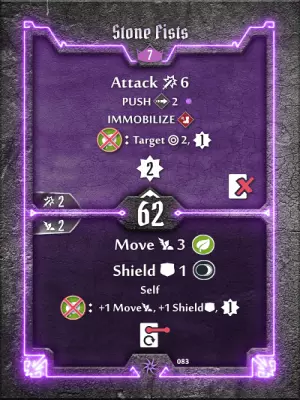 Stone Fists
7
Attack 6
PUSH 2
IMMOBILIZE
: Target 2, 1
2
2
62
2
Move 3
Shield 1
Self
: +1 Move, +1 Shield, 1
083